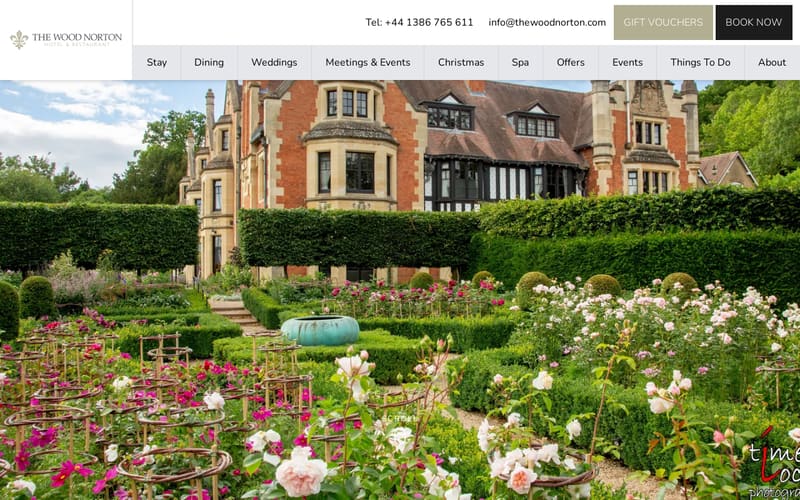 Tel: +44 1386 765 611 info@thewoodnorton.com GIFT VOUCHERS BOOK NOW
THE WOOD NORTON
HOTEL & RESTAURANT
Stay Dining Weddings Meetings & Events Christmas Spa Offers Events Things To Do About